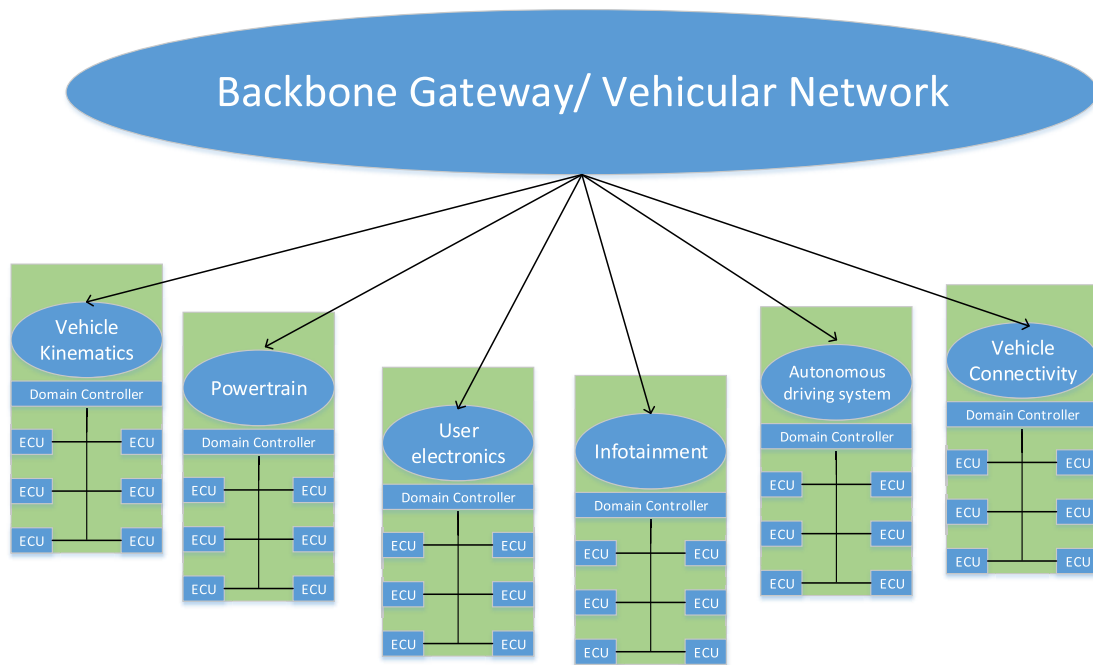 Backbone Gateway/ Vehicular Network
Vehicle
Kinematics
Domain Controller
ECU ECU
ECU ECU
ECU ECU
Powertrain
Domain Controller
ECU ECU
ECU ECU
ECU ECU
User
electronics
Domain Controller
ECU ECU
ECU ECU
ECU ECU
Infotainment
Domain Controller
ECU ECU
ECU ECU
ECU ECU
Autonomous
driving system
Domain Controller
ECU ECU
ECU ECU
ECU ECU
Vehicle
Connectivity
Domain Controller
ECU ECU
ECU ECU
ECU ECU